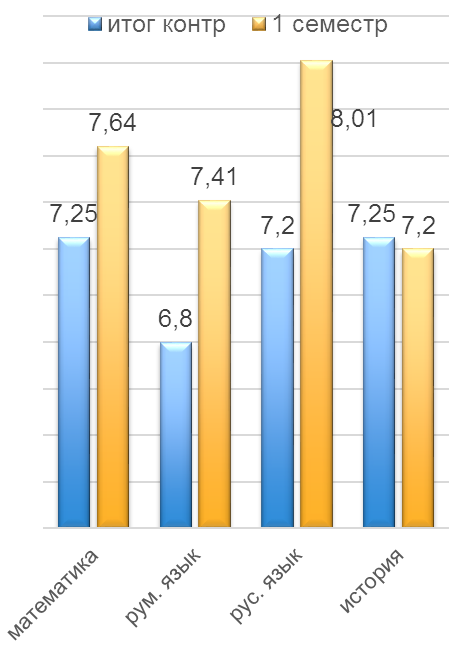 итог контр 1 семестр
7,64
7,25
7,41
6,8
8,01
7,2
7,25
7,2
математика
рум. язык
рус. язык
история